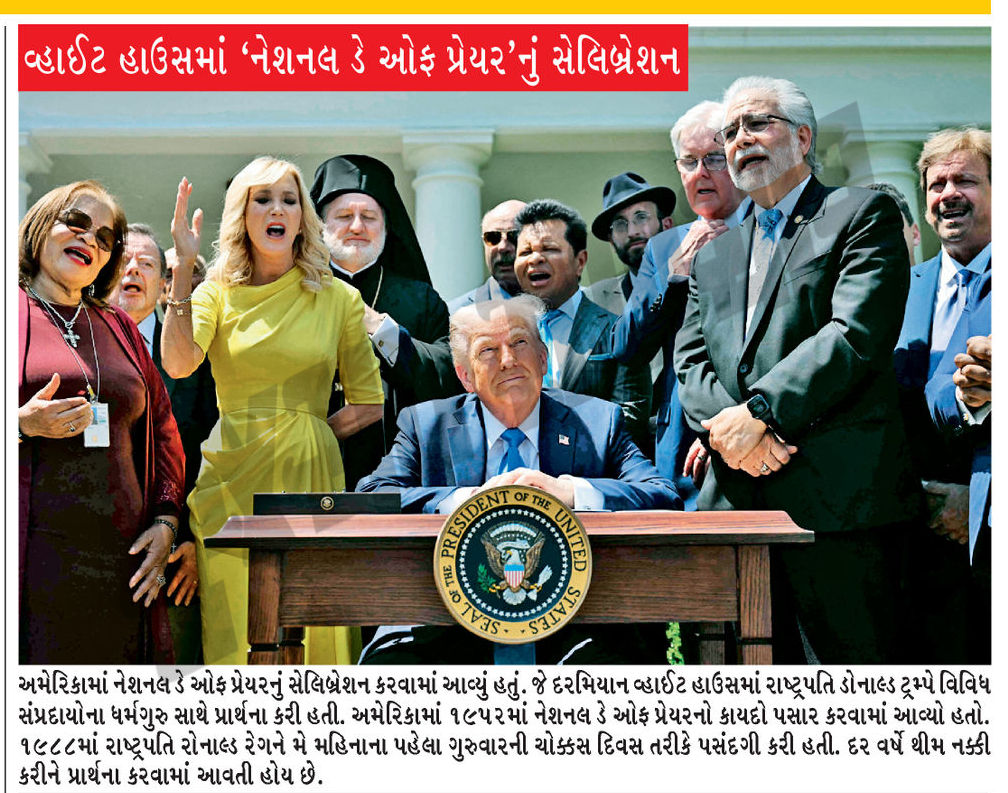 વ્હાઈટ હાઉસમાં ‘નેશનલ ડે ઓફ પ્રેયર’નું સેલિબ્રેશન
SEAL OF THE PRESIDENT OF THE UNITED STATES
અમેરિકામાં નેશનલ ડે ઓફ પ્રેયરનું સેલિબ્રેશન કરવામાં આવ્યું હતું. જે દરમિયાન વ્હાઈટ હાઉસમાં રાષ્ટ્રપતિ ડોનાલ્ડ ટ્રમ્પે વિવિધ
સંપ્રદાયોના ધર્મગુરુ સાથે પ્રાર્થના કરી હતી. અમેરિકામાં ૧૯૫૨માં નેશનલ ડે ઓફ પ્રેયરનો કાયદો પસાર કરવામાં આવ્યો હતો.
૧૯૮૮માં રાષ્ટ્રપતિ રોનાલ્ડ રેગને મે મહિનાના પહેલા ગુરુવારની ચોક્કસ દિવસ તરીકે પસંદગી કરી હતી. દર વર્ષે થીમ નક્કી
કરીને પ્રાર્થના કરવામાં આવતી હોય છે.